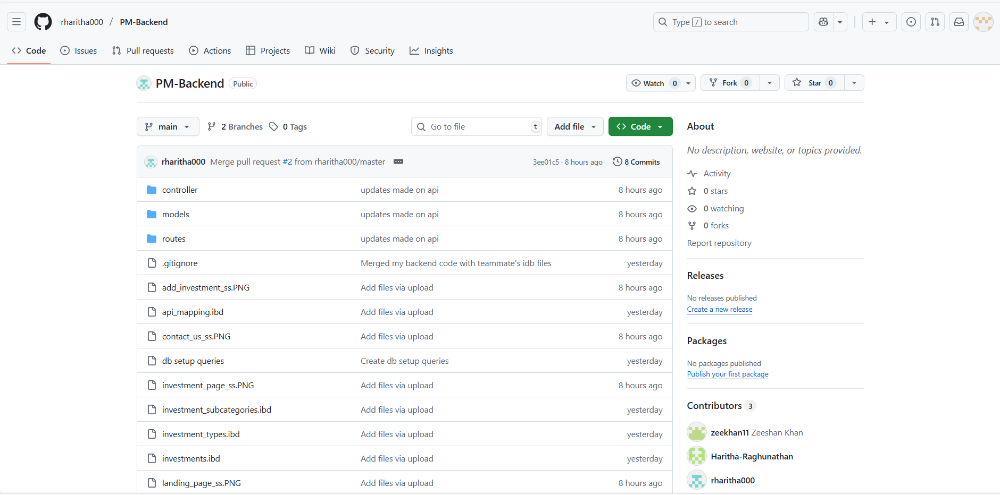 rharitha000 / PM-Backend
Type / to search
Code Issues Pull requests Actions Projects Wiki Security Insights
PM-Backend Public
Watch 0 Fork 0 Star 0
main 2 Branches 0 Tags
Go to file t Add file Code
rharitha000 Merge pull request #2 from rharitha000/master
3ee01c5 · 8 hours ago 8 Commits
controller updates made on api 8 hours ago
models updates made on api 8 hours ago
routes updates made on api 8 hours ago
.gitignore Merged my backend code with teammate's idb files yesterday
add_investment_ss.PNG Add files via upload 8 hours ago
api_mapping.ibd Add files via upload yesterday
contact_us_ss.PNG Add files via upload 8 hours ago
db setup queries Create db setup queries yesterday
investment_page_ss.PNG Add files via upload 8 hours ago
investment_subcategories.ibd Add files via upload yesterday
investment_types.ibd Add files via upload yesterday
investments.ibd Add files via upload yesterday
landing_page_ss.PNG Add files via upload 8 hours ago
About
No description, website, or topics provided.
Activity
0 stars
0 watching
0 forks
Report repository
Releases
No releases published
Create a new release
Packages
No packages published
Publish your first package
Contributors 3
zeekhan11 Zeeshan Khan
Haritha-Raghunathan
rharitha000